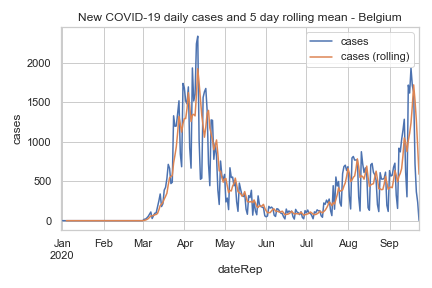 New COVID-19 daily cases and 5 day rolling mean - Belgium
cases
cases (rolling)
2000
1500
1000
500
0
cases
Jan Feb Mar Apr May Jun Jul Aug Sep
2020
dateRep